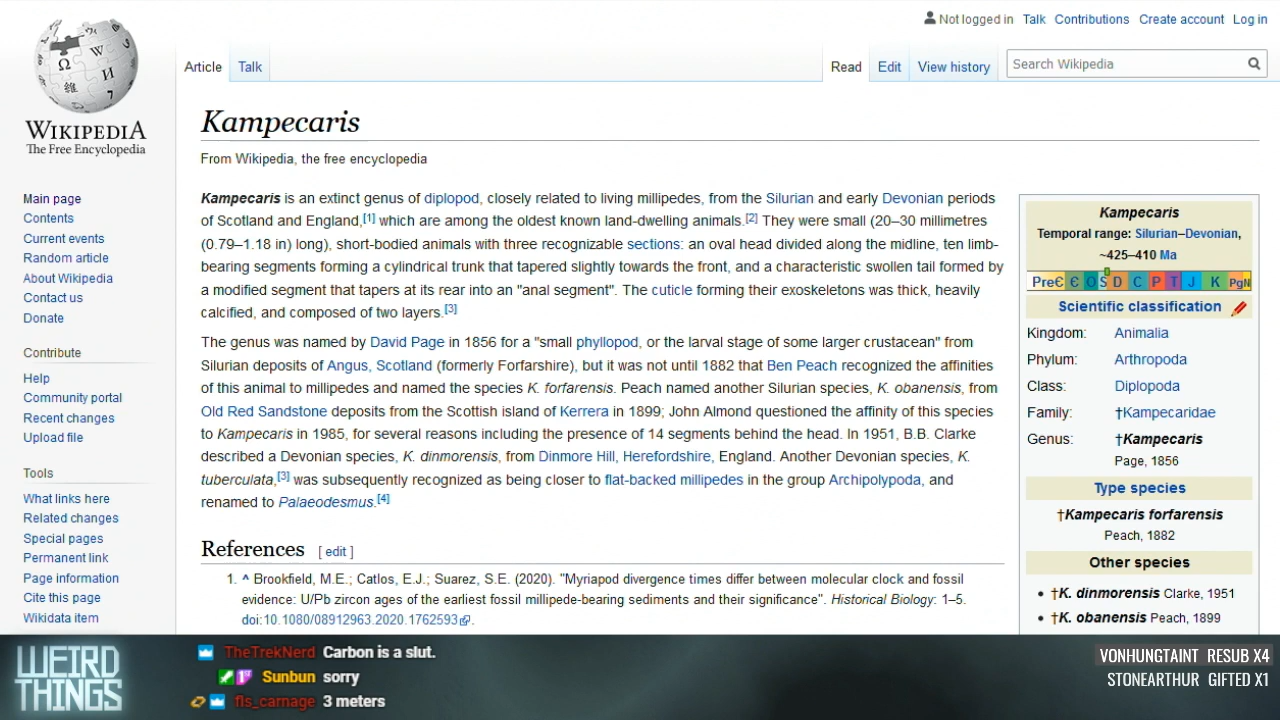 Not logged in Talk Contributions Create account Log in
Article Talk Read Edit View history Search Wikipedia
WIKIPEDIA
The Free Encyclopedia
Main page
Contents
Current events
Random article
About Wikipedia
Contact us
Donate
Contribute
Help
Community portal
Recent changes
Upload file
Tools
What links here
Related changes
Special pages
Permanent link
Page information
Cite this page
Wikidata item
Kampecaris
From Wikipedia, the free encyclopedia
Kampecaris is an extinct genus of diplopod, closely related to living millipedes, from the Silurian and early Devonian periods
of Scotland and England,[1] which are among the oldest known land-dwelling animals.[2] They were small (20–30 millimetres
(0.79–1.18 in) long), short-bodied animals with three recognizable sections: an oval head divided along the midline, ten limb-
bearing segments forming a cylindrical trunk that tapered slightly towards the front, and a characteristic swollen tail formed by
a modified segment that tapered down into an "anal segment". The cuticle forming their exoskeletons was thick, heavily
calcified, and composed of two layers.[3]
The genus was named by David Page in 1856 for a "small phyllopod, or the larval stage of some larger crustacean" from
Silurian deposits of Angus, Scotland (formerly Forfarshire), but it was not until 1882 that Ben Peach recognized the affinities
of this animal to millipedes and named the species K. forfarensis. Peach named another Silurian species, K. obanensis, from
Old Red Sandstone deposits from the Scottish island of Kerrera in 1899; John Almond questioned the affinity of this species
to Kampecaris in 1985, for several reasons including the presence of 14 segments behind the head. In 1951, B.B. Clarke
described a Devonian species, K. dinmorensis, from Dinmore Hill, Herefordshire, England. Another Devonian species, K.
tuberculata,[3] was subsequently recognized as being closer to flat-backed millipedes in the group Archipolypoda, and
renamed to Palaeodesmus.[4]
References [ edit ]
1. ^ Brookfield, M.E.; Catlos, E.J.; Suarez, S.E. (2020). "Myriapod divergence times differ between molecular clock and fossil
evidence: U/Pb zircon ages of the earliest fossil millipede-bearing sediments and their significance". Historical Biology: 1–5.
doi:10.1080/08912963.2020.1762593.
Kampecaris
Temporal range: Silurian–Devonian,
~425–410 Ma
PreЄ Є O S D C P T J K PgN
Scientific classification
Kingdom: Animalia
Phylum: Arthropoda
Class: Diplopoda
Family: †Kampecaridae
Genus: †Kampecaris
Page, 1856
Type species
†Kampecaris forfarensis
Peach, 1882
Other species
• †K. dinmorensis Clarke, 1951
• †K. obanensis Peach, 1899
WEIRD
THINGS
TheTrekNerd Carbon is a slut.
Sunbun sorry
fls_carnage 3 meters
VONHUNGTAINT RESUB X4
STONEARTHUR GIFTED X1